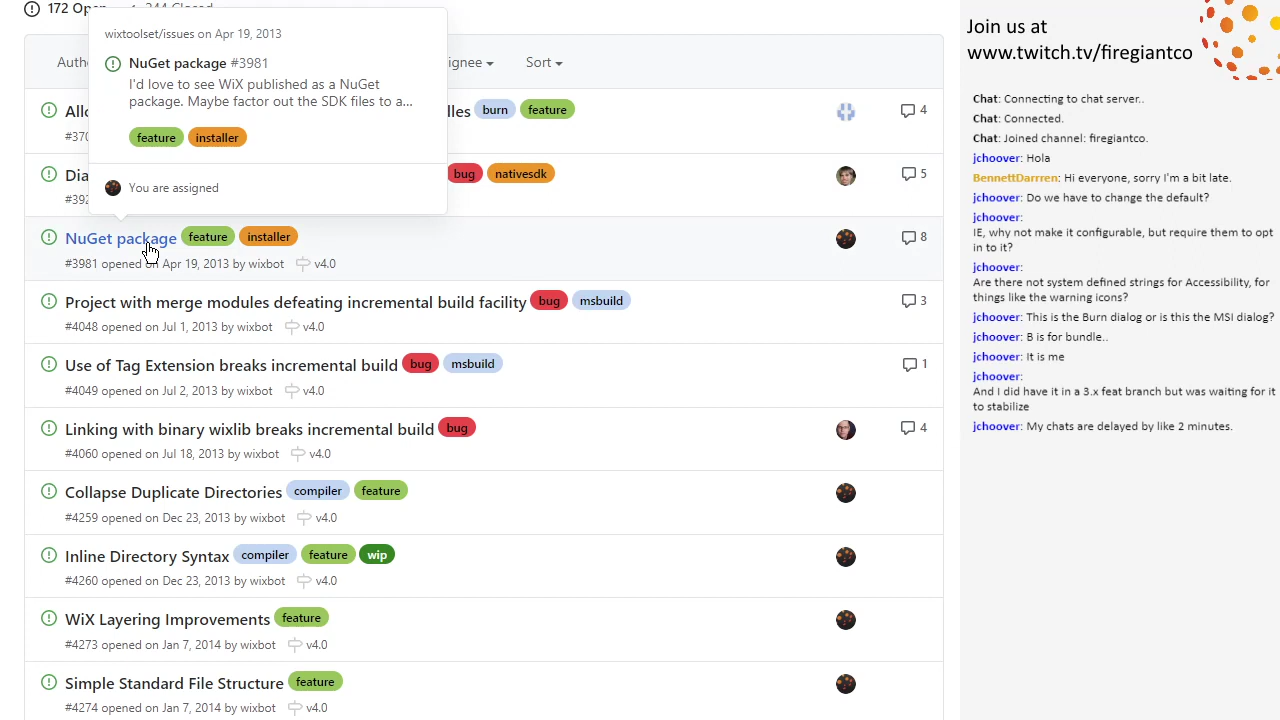 172 Open
344 Closed
wixtoolset/issues on Apr 19, 2013
NuGet package #3981
I'd love to see WiX published as a NuGet
package. Maybe factor out the SDK files to a...
feature installer
You are assigned
Sort
burn feature
4
bug nativesdk
5
NuGet package feature installer
8
#3981 opened on Apr 19, 2013 by wixbot v4.0
Project with merge modules defeating incremental build facility bug msbuild
3
#4048 opened on Jul 1, 2013 by wixbot v4.0
Use of Tag Extension breaks incremental build bug msbuild
1
#4049 opened on Jul 2, 2013 by wixbot v4.0
Linking with binary wixlib breaks incremental build bug
4
#4060 opened on Jul 18, 2013 by wixbot v4.0
Collapse Duplicate Directories compiler feature
#4259 opened on Dec 23, 2013 by wixbot v4.0
Inline Directory Syntax compiler feature wip
#4260 opened on Dec 23, 2013 by wixbot v4.0
WiX Layering Improvements feature
#4273 opened on Jan 7, 2014 by wixbot v4.0
Simple Standard File Structure feature
#4274 opened on Jan 7, 2014 by wixbot v4.0
Join us at
www.twitch.tv/firegiantco
Chat: Connecting to chat server..
Chat: Connected.
Chat: Joined channel: firegiantco.
jchoover: Hola
BennettDarrren: Hi everyone, sorry I'm a bit late.
jchoover: Do we have to change the default?
jchoover:
IE, why not make it configurable, but require them to opt
in to it?
jchoover:
Are there not system defined strings for Accessibility, for
things like the warning icons?
jchoover: This is the Burn dialog or is this the MSI dialog?
jchoover: B is for bundle..
jchoover: It is me
jchoover:
And I did have it in a 3.x feat branch but was waiting for it
to stabilize
jchoover: My chats are delayed by like 2 minutes.